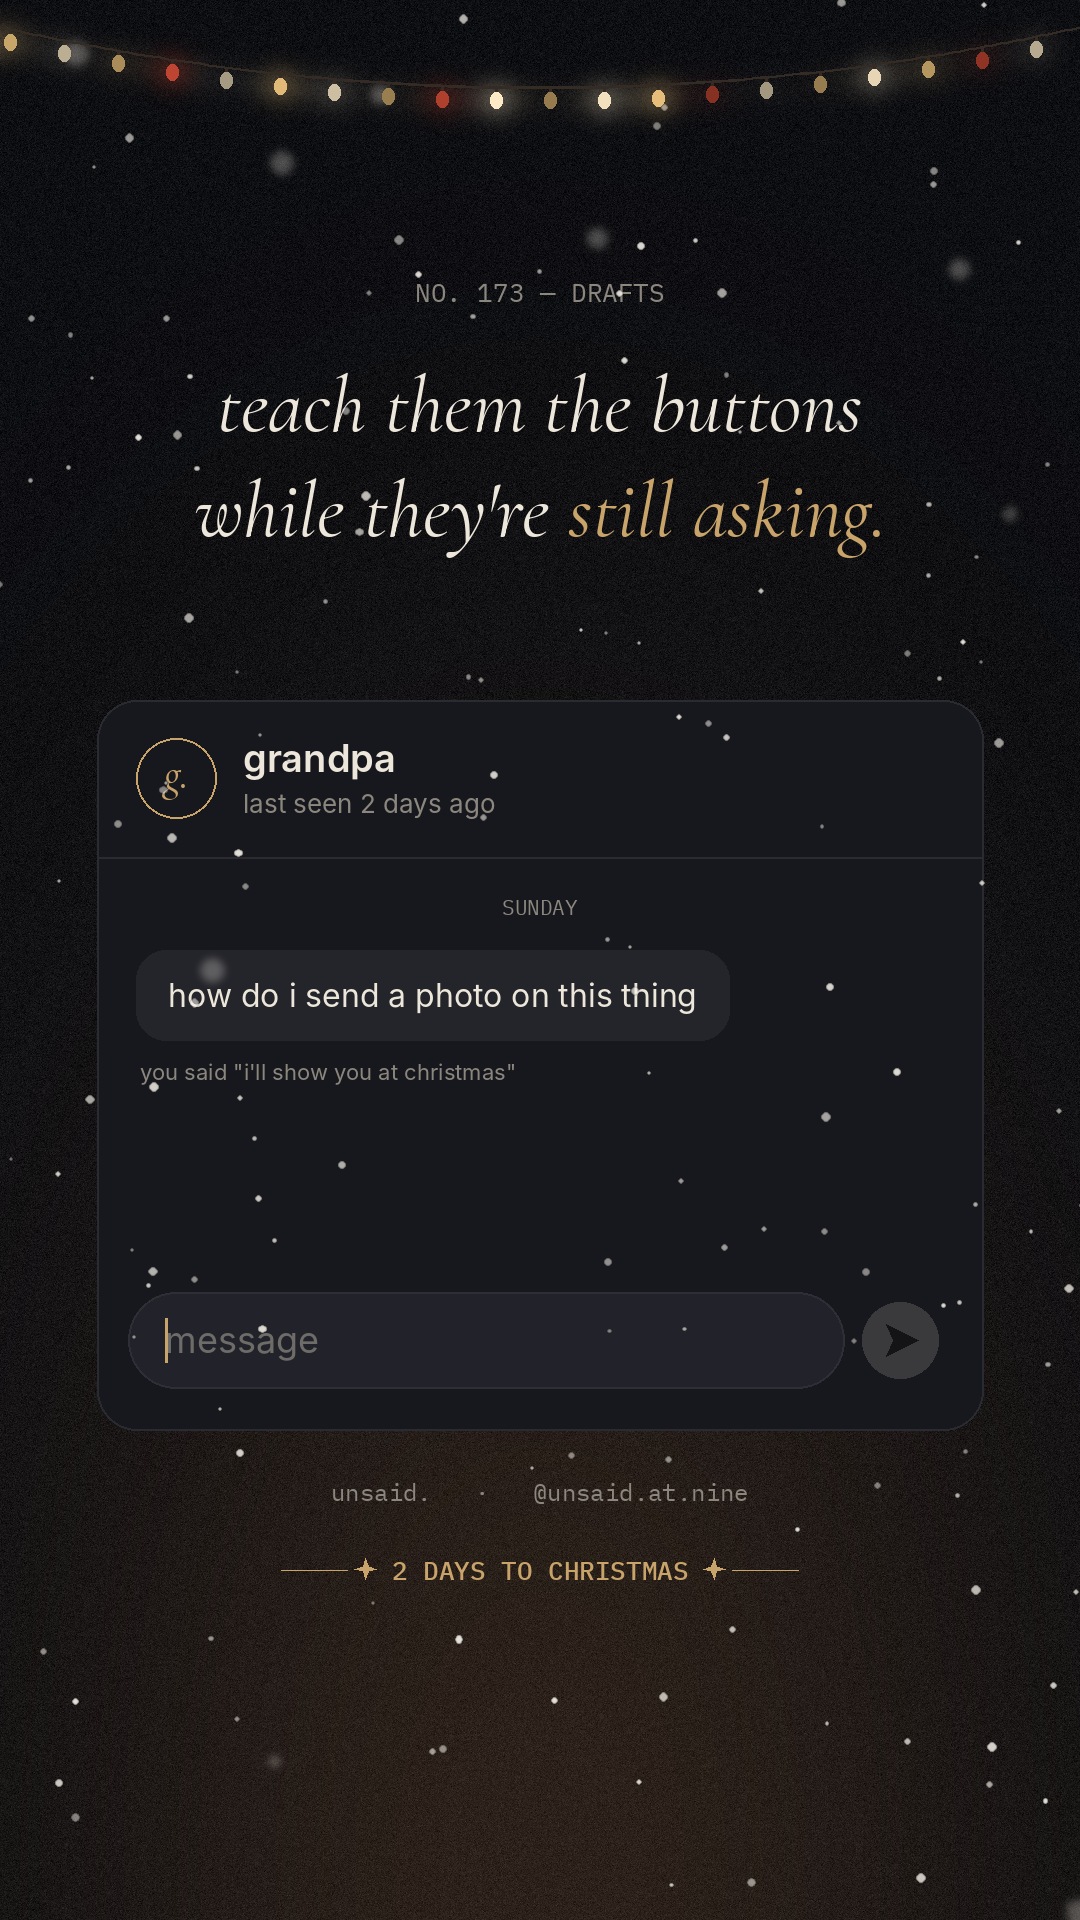 NO. 173 — DRAFTS
teach them the buttons
while they're still asking.
g.
grandpa
last seen 2 days ago
SUNDAY
how do i send a photo on this thing
you said "i'll show you at christmas"
message
unsaid. · @unsaid.at.nine
2 DAYS TO CHRISTMAS